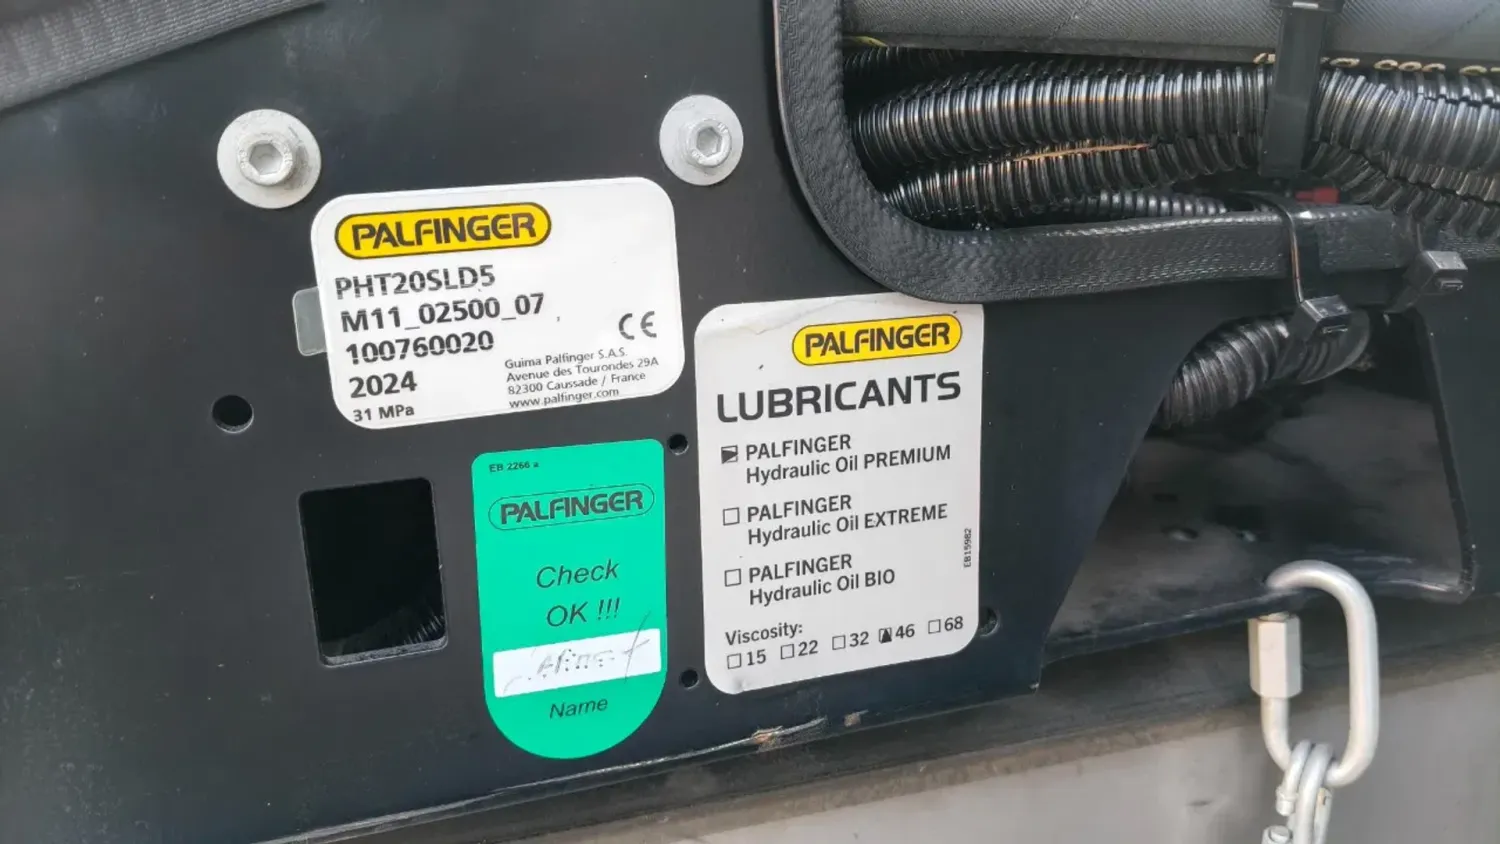 PALFINGER
PHT20SLD5
M11_02500_07
100760020
2024
31 MPa
CE
Guima Palfinger S.A.S.
Avenue des Tourondes 29A
82300 Caussade / France
www.palfinger.com
EB 2266 a
PALFINGER
Check
OK !!!
Name
PALFINGER
LUBRICANTS
PALFINGER
Hydraulic Oil PREMIUM
PALFINGER
Hydraulic Oil EXTREME
PALFINGER
Hydraulic Oil BIO
Viscosity:
15 22 32 46 68
EB15982